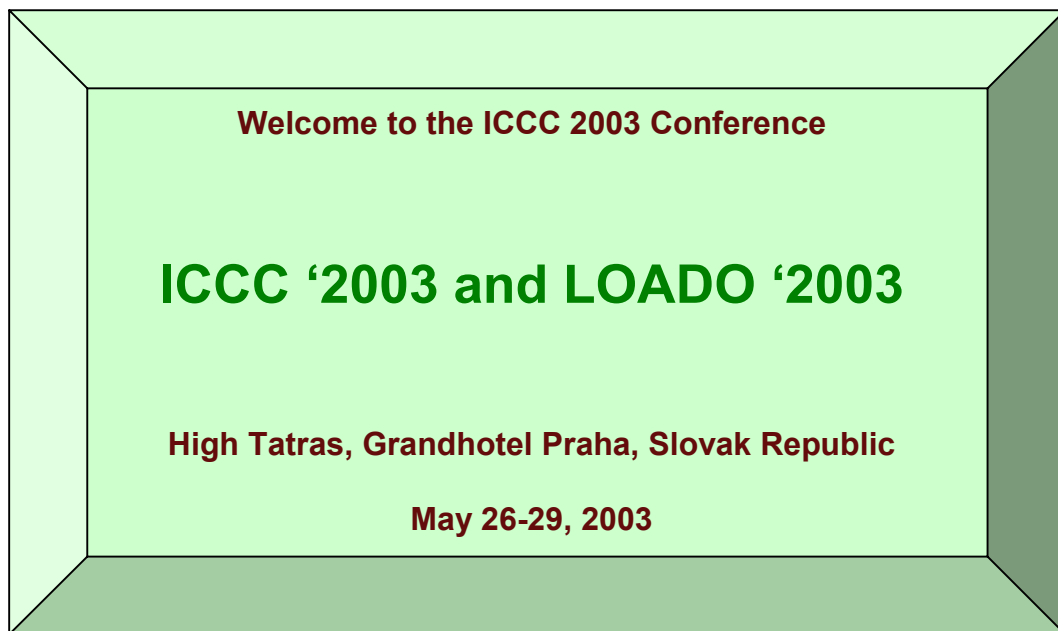 Welcome to the ICCC 2003 Conference
ICCC ‘2003 and LOADO ‘2003
High Tatras, Grandhotel Praha, Slovak Republic
May 26-29, 2003